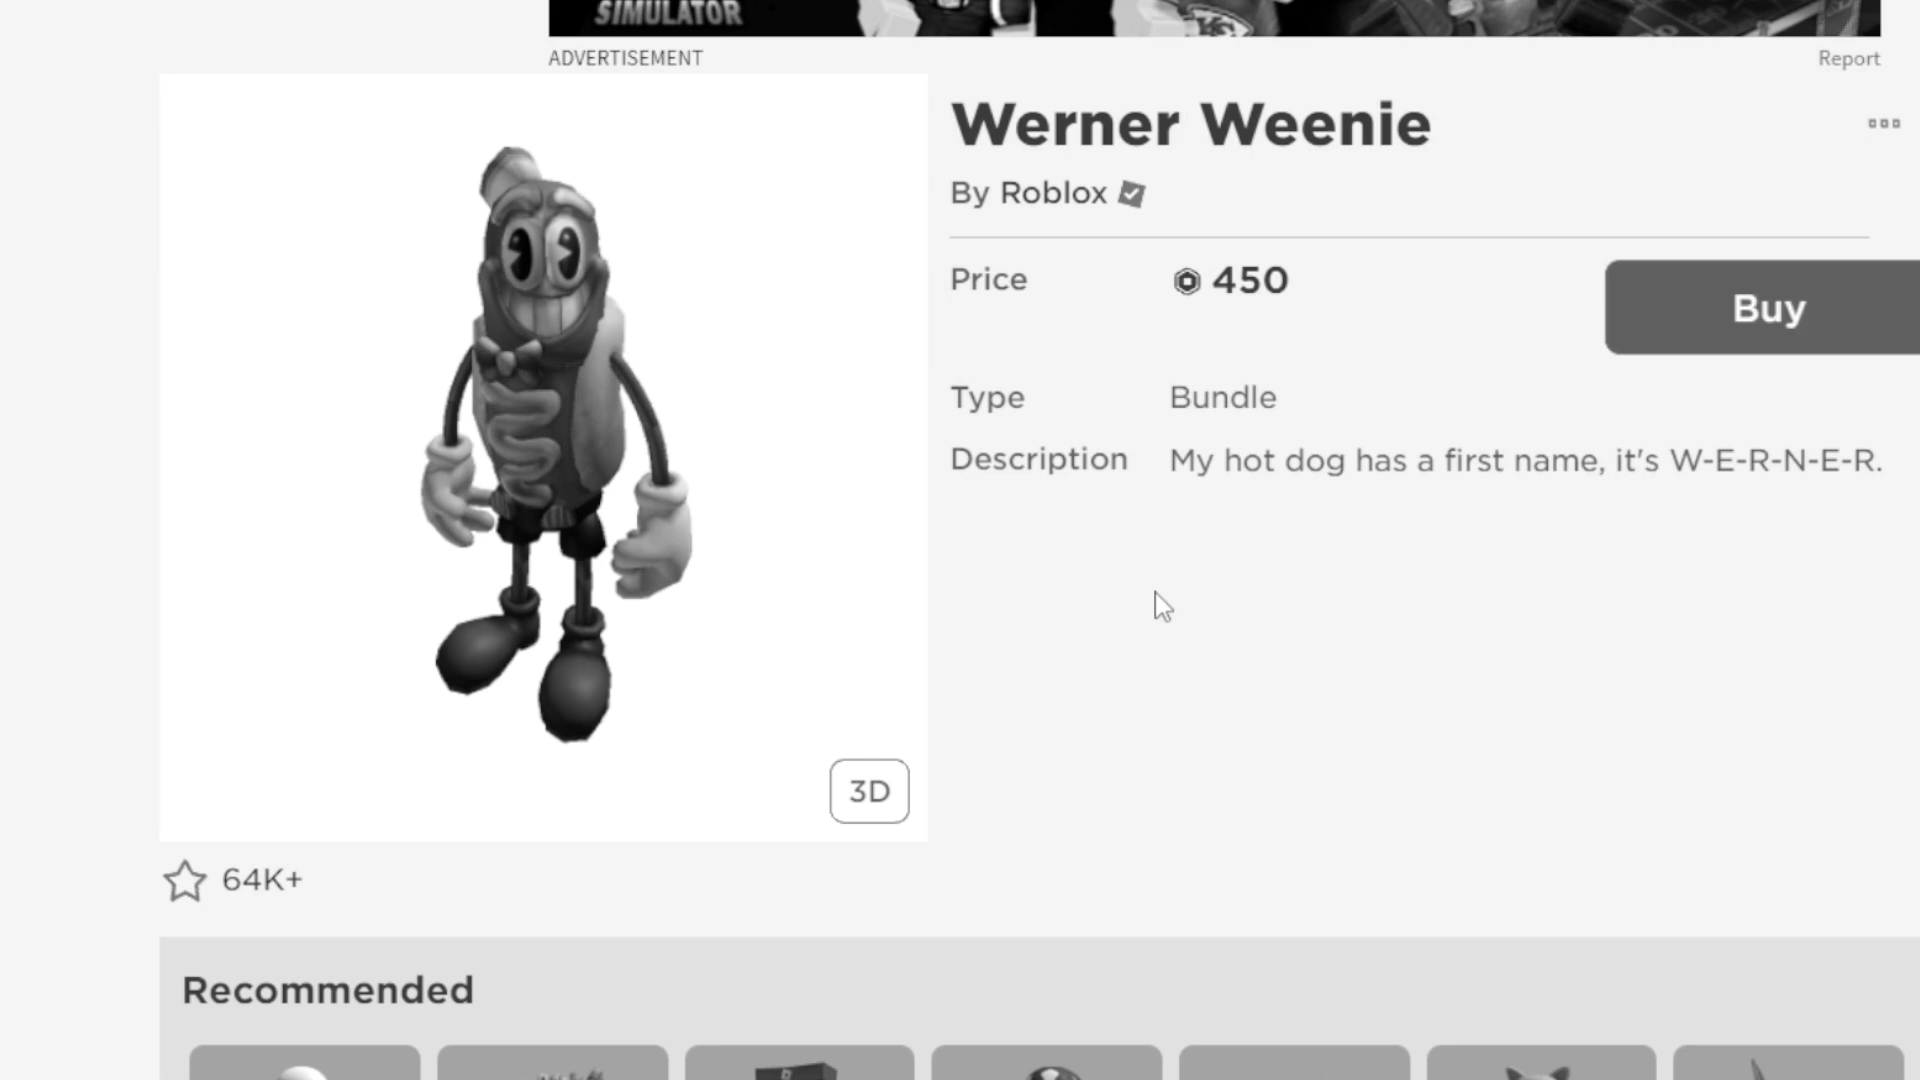 SIMULATOR
ADVERTISEMENT
Report
Werner Weenie
By Roblox
Price
450
Buy
Type
Bundle
Description
My hot dog has a first name, it's W-E-R-N-E-R.
3D
64K+
Recommended